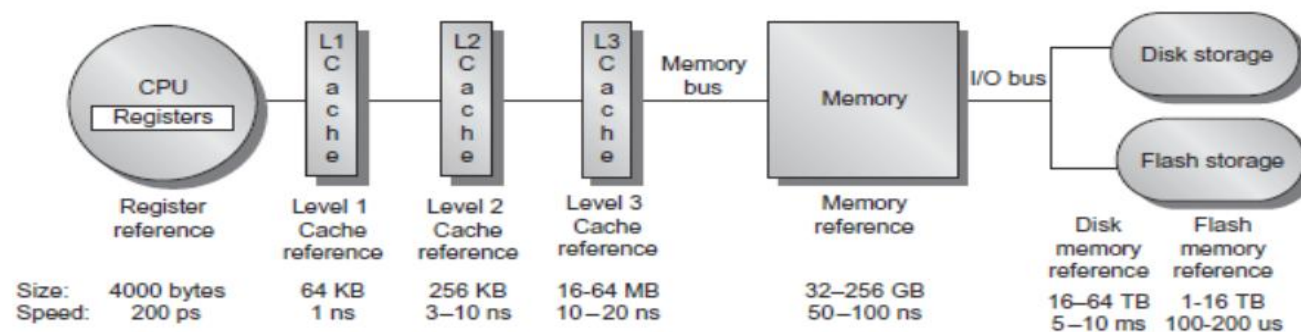 CPU
Registers
L1
Cache
L2
Cache
L3
Cache
Memory
bus
Memory
I/O bus
Disk storage
Flash storage
Register
reference
Level 1
Cache
reference
Level 2
Cache
reference
Level 3
Cache
reference
Memory
reference
Disk
memory
reference
Flash
memory
reference
Size: 4000 bytes 64 KB 256 KB 16-64 MB 32–256 GB 16–64 TB 1-16 TB
Speed: 200 ps 1 ns 3–10 ns 10–20 ns 50–100 ns 5–10 ms 100-200 us